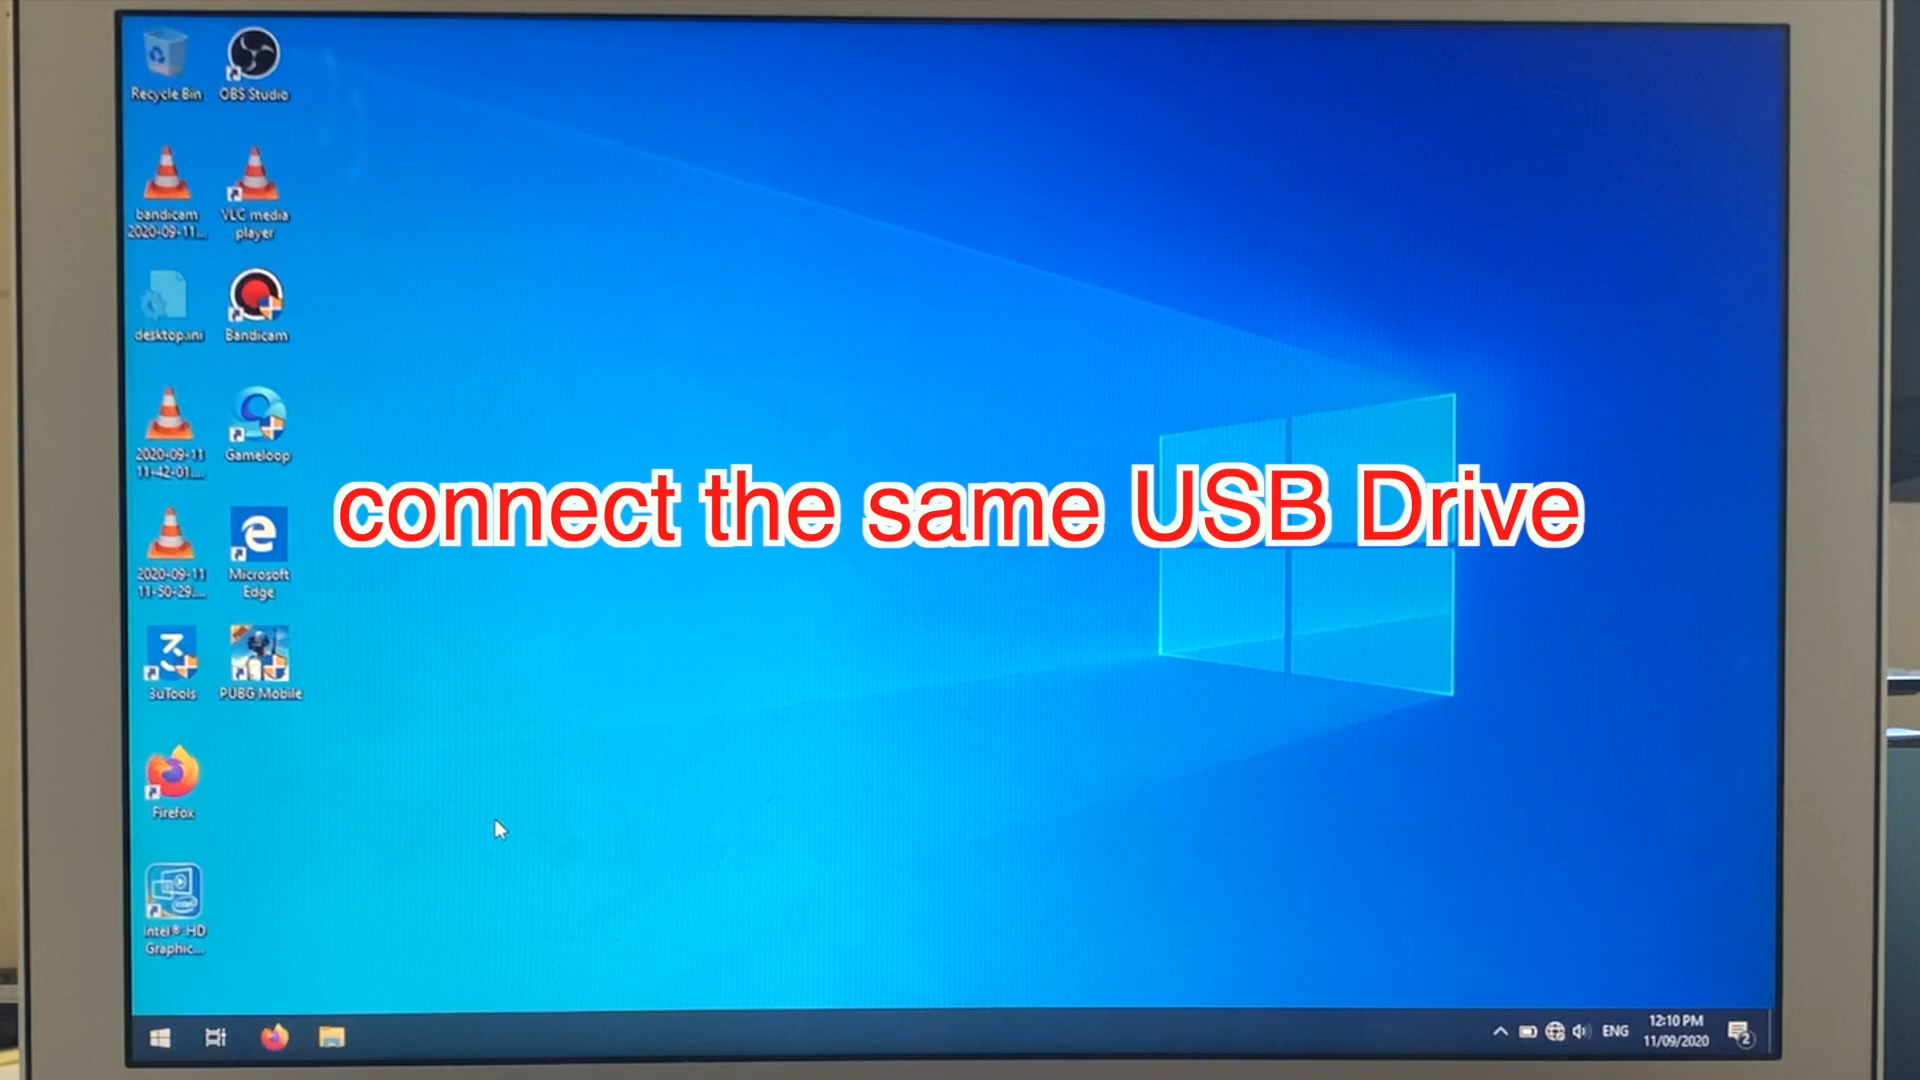 Recycle Bin
OBS Studio
bandicam
2020-09-11...
VLC media
player
desktop.ini
Bandicam
2020-09-11
11-42-01....
Gameloop
connect the same USB Drive
2020-09-11
11-50-29....
Microsoft
Edge
3uTools
PUBG Mobile
Firefox
Intel® HD
Graphic...
ENG
12:10 PM
11/09/2020
2